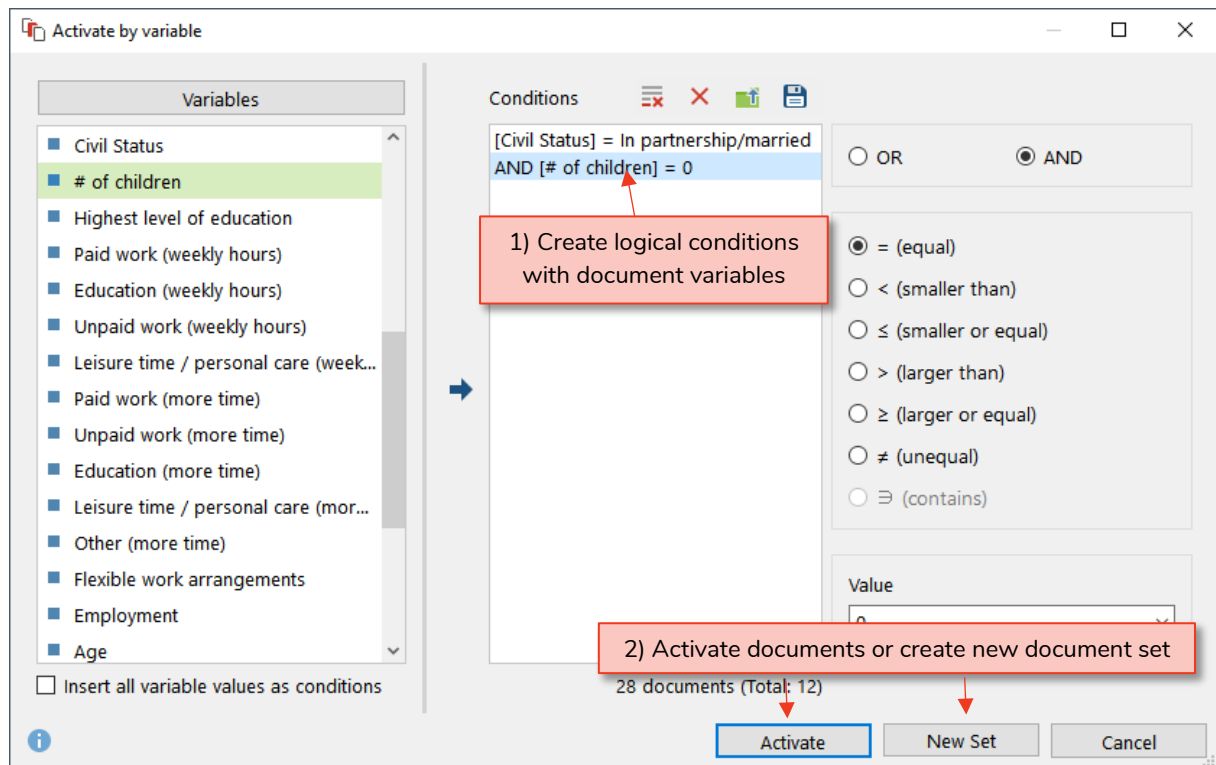 Activate by variable
Variables
Civil Status
# of children
Highest level of education
Paid work (weekly hours)
Education (weekly hours)
Unpaid work (weekly hours)
Leisure time / personal care (week...
Paid work (more time)
Unpaid work (more time)
Education (more time)
Leisure time / personal care (mor...
Other (more time)
Flexible work arrangements
Employment
Age
Insert all variable values as conditions
Conditions
[Civil Status] = In partnership/married
AND [# of children] = 0
1) Create logical conditions
with document variables
OR
AND
= (equal)
< (smaller than)
≤ (smaller or equal)
> (larger than)
≥ (larger or equal)
≠ (unequal)
∋ (contains)
Value
0
2) Activate documents or create new document set
28 documents (Total: 12)
Activate
New Set
Cancel